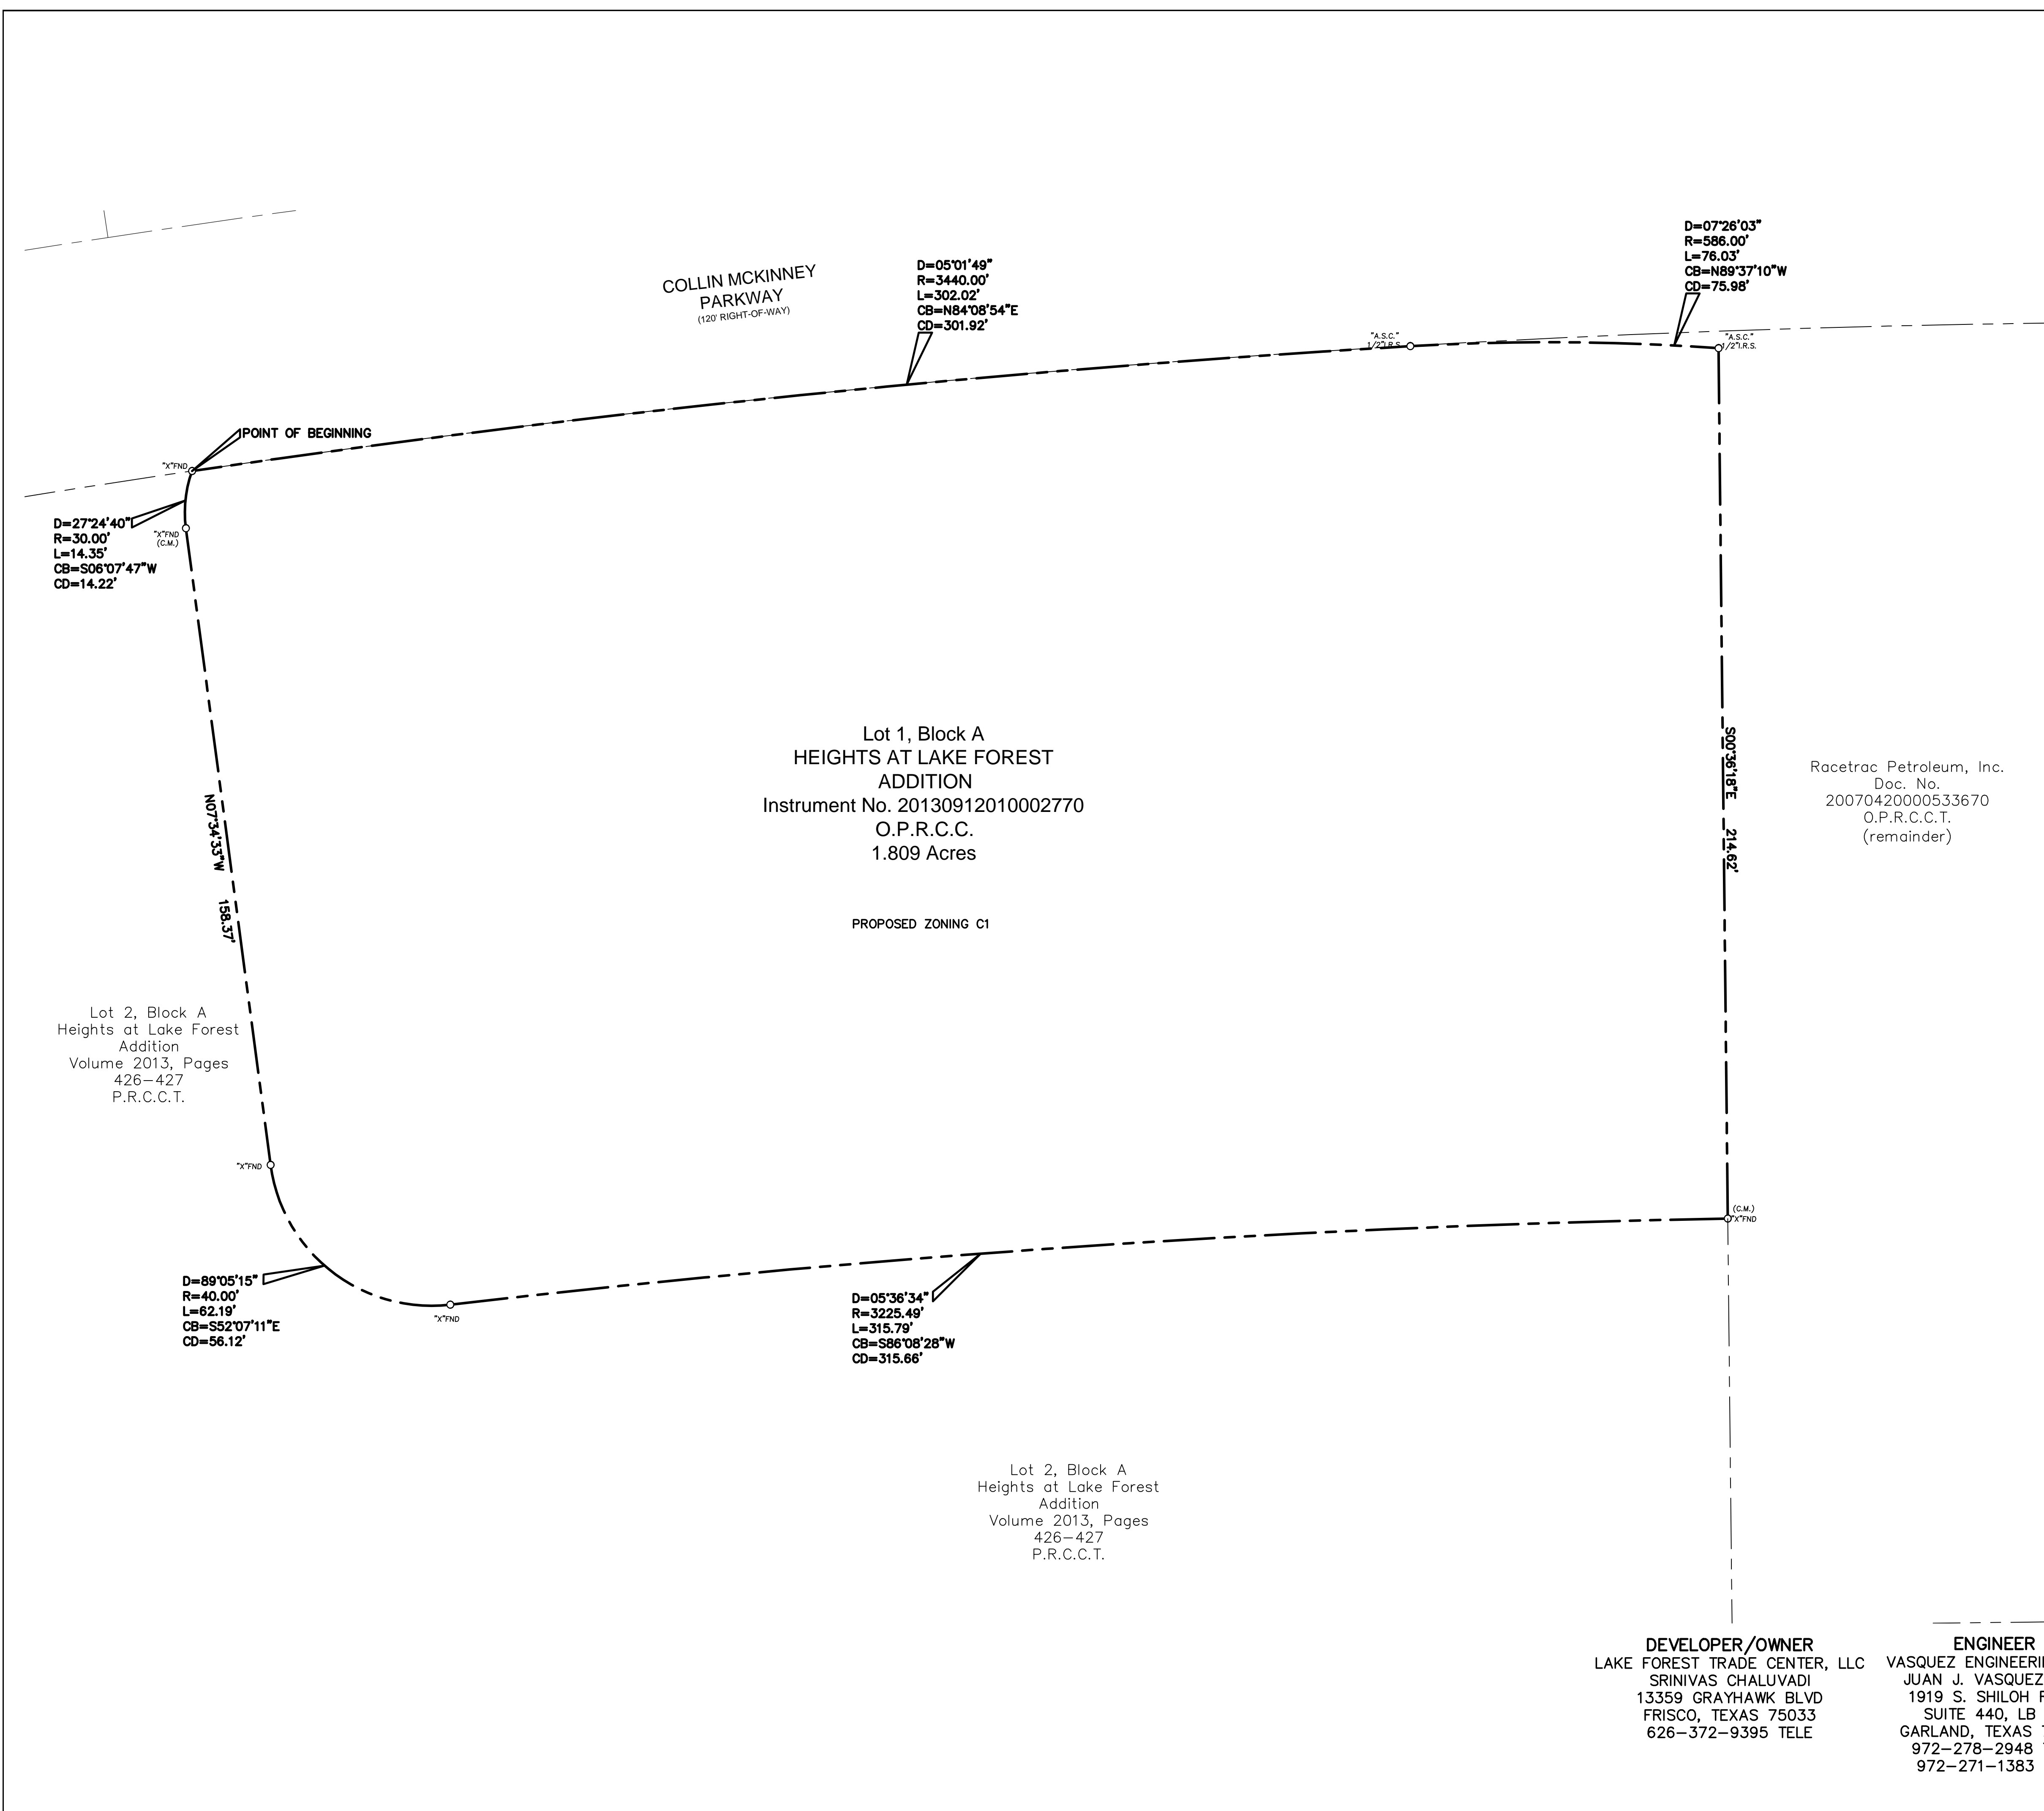 D=07°26'03"
R=586.00'
L=76.03'
CB=N89°37'10"W
CD=75.98'
COLLIN MCKINNEY
PARKWAY
(120' RIGHT-OF-WAY)
D=05°01'49"
R=3440.00'
L=302.02'
CB=N84°08'54"E
CD=301.92'
"A.S.C."
1/2"I.R.S.
"A.S.C."
1/2"I.R.S.
POINT OF BEGINNING
"X"FND
D=27°24'40"
R=30.00'
L=14.35'
CB=S06°07'47"W
CD=14.22'
"X"FND
(C.M.)
Lot 1, Block A
HEIGHTS AT LAKE FOREST
ADDITION
Instrument No. 20130912010002770
O.P.R.C.C.
1.809 Acres
PROPOSED ZONING C1
S00°36'18"E 214.62'
Racetrac Petroleum, Inc.
Doc. No.
20070420000533670
O.P.R.C.C.T.
(remainder)
N07°34'33"W 158.37'
Lot 2, Block A
Heights at Lake Forest
Addition
Volume 2013, Pages
426-427
P.R.C.C.T.
"X"FND
(C.M.)
"X"FND
D=89°05'15"
R=40.00'
L=62.19'
CB=S52°07'11"E
CD=56.12'
"X"FND
D=05°36'34"
R=3225.49'
L=315.79'
CB=S86°08'28"W
CD=315.66'
Lot 2, Block A
Heights at Lake Forest
Addition
Volume 2013, Pages
426-427
P.R.C.C.T.
DEVELOPER/OWNER
LAKE FOREST TRADE CENTER, LLC
SRINIVAS CHALUVADI
13359 GRAYHAWK BLVD
FRISCO, TEXAS 75033
626-372-9395 TELE
ENGINEER
VASQUEZ
JUAN J. VASQUEZ
1919 S. SHILOH
SUITE 440, LB
GARLAND, TEXAS
972-278-2948
972-271-1383